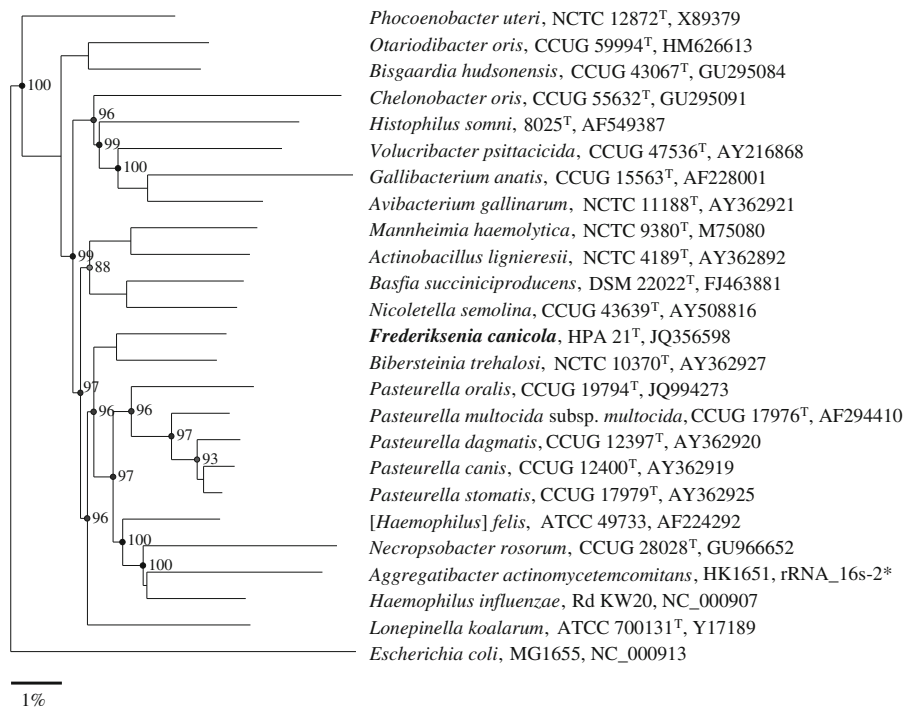 Phocoenobacter uteri, NCTC 12872ᵀ, X89379
Otariodibacter oris, CCUG 59994ᵀ, HM626613
Bisgaardia hudsonensis, CCUG 43067ᵀ, GU295084
100
Chelonobacter oris, CCUG 55632ᵀ, GU295091
96
Histophilus somni, 8025ᵀ, AF549387
99
Volucribacter psittacicida, CCUG 47536ᵀ, AY216868
100
Gallibacterium anatis, CCUG 15563ᵀ, AF228001
Avibacterium gallinarum, NCTC 11188ᵀ, AY362921
Mannheimia haemolytica, NCTC 9380ᵀ, M75080
99
Actinobacillus lignieresii, NCTC 4189ᵀ, AY362892
88
Basfia succiniciproducens, DSM 22022ᵀ, FJ463881
Nicoletella semolina, CCUG 43639ᵀ, AY508816
Frederiksenia canicola, HPA 21ᵀ, JQ356598
Bibersteinia trehalosi, NCTC 10370ᵀ, AY362927
97
Pasteurella oralis, CCUG 19794ᵀ, JQ994273
96
96
Pasteurella multocida subsp. multocida, CCUG 17976ᵀ, AF294410
97
Pasteurella dagmatis, CCUG 12397ᵀ, AY362920
93
Pasteurella canis, CCUG 12400ᵀ, AY362919
97
Pasteurella stomatis, CCUG 17979ᵀ, AY362925
96
[Haemophilus] felis, ATCC 49733, AF224292
100
Necropsobacter rosorum, CCUG 28028ᵀ, GU966652
100
Aggregatibacter actinomycetemcomitans, HK1651, rRNA_16s-2*
Haemophilus influenzae, Rd KW20, NC_000907
Lonepinella koalarum, ATCC 700131ᵀ, Y17189
Escherichia coli, MG1655, NC_000913
1%